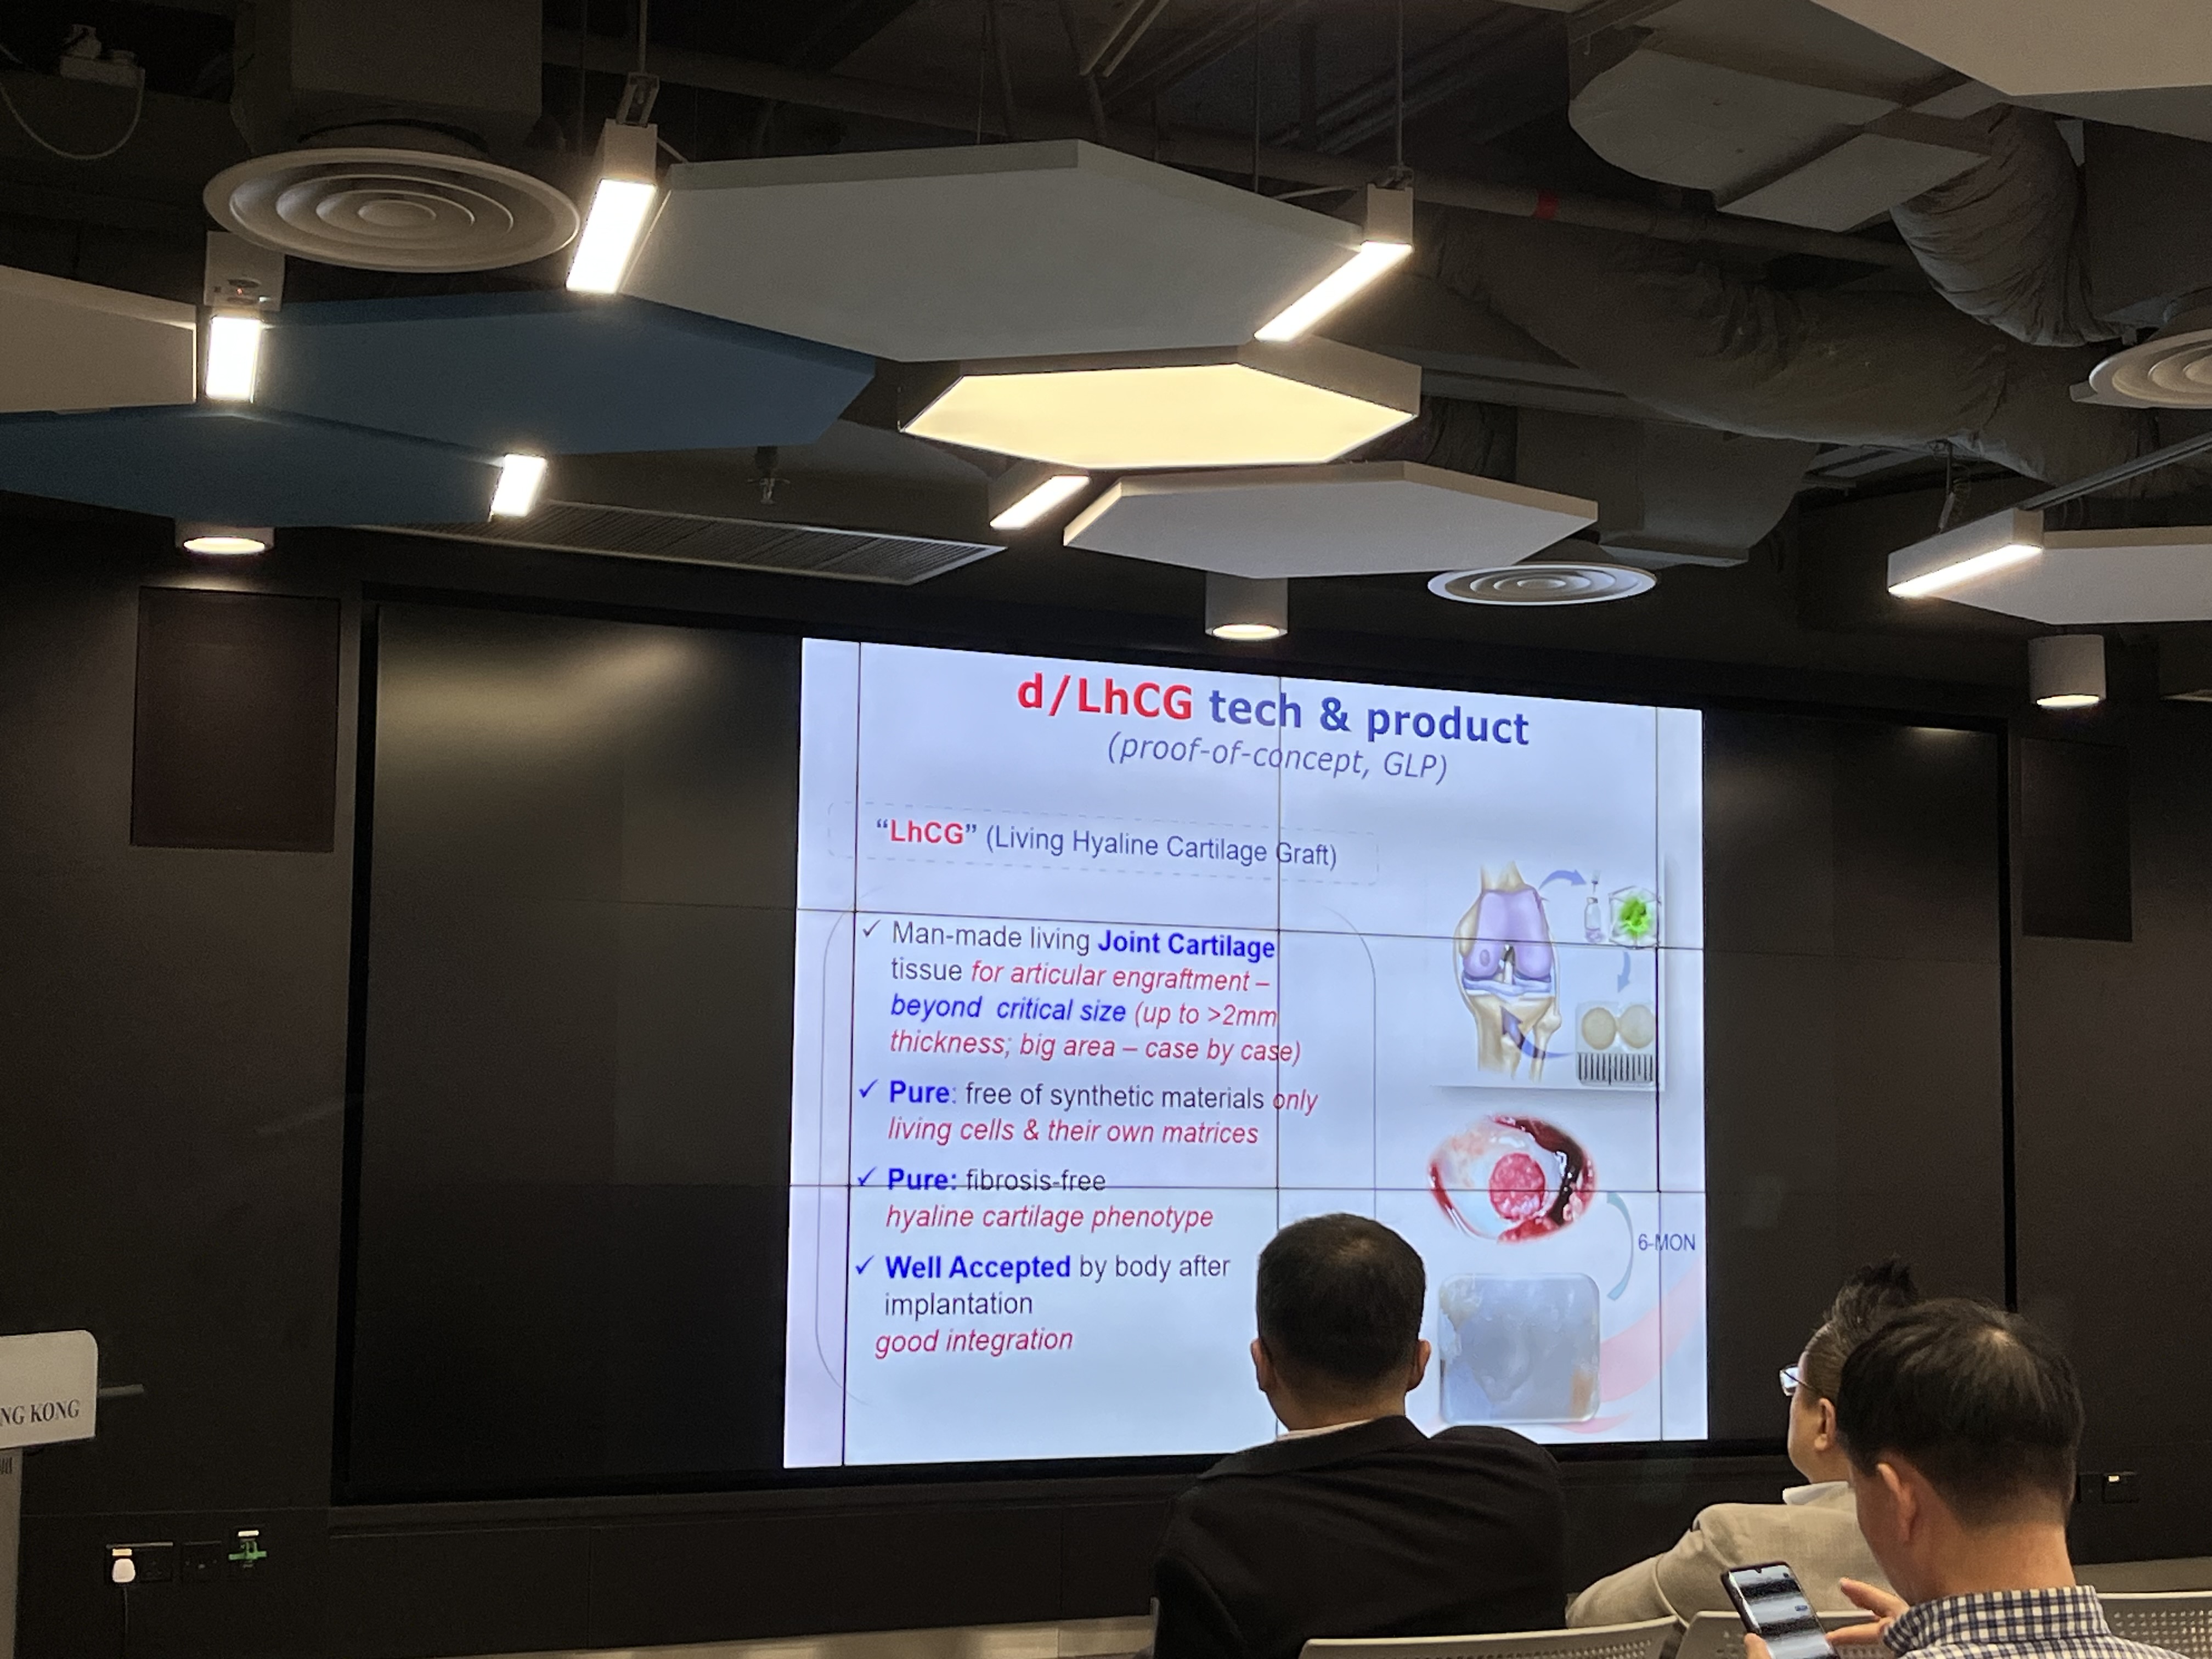 d/LhCG tech & product
(proof-of-concept, GLP)
“LhCG” (Living Hyaline Cartilage Graft)
✓ Man-made living Joint Cartilage
tissue for articular engraftment –
beyond critical size (up to >2mm
thickness; big area – case by case)
✓ Pure: free of synthetic materials only
living cells & their own matrices
✓ Pure: fibrosis-free
hyaline cartilage phenotype
✓ Well Accepted by body after
implantation
good integration
6-MON
NG KONG